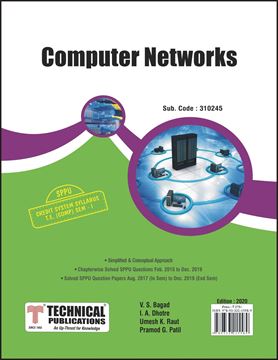 Computer Networks
Sub. Code : 310245
SPPU
CREDIT SYSTEM SYLLABUS
T.E. (COMP) SEM - I
• Simplified & Conceptual Approach
• Chapterwise Solved SPPU Questions Feb. 2015 to Dec. 2019
• Solved SPPU Question Papers Aug. 2017 (In Sem) to Dec. 2019 (End Sem)
Edition : 2020
TECHNICAL
PUBLICATIONS
SINCE 1993
An Up-Thrust for Knowledge
V. S. Bagad
I. A. Dhotre
Umesh K. Raut
Pramod G. Patil